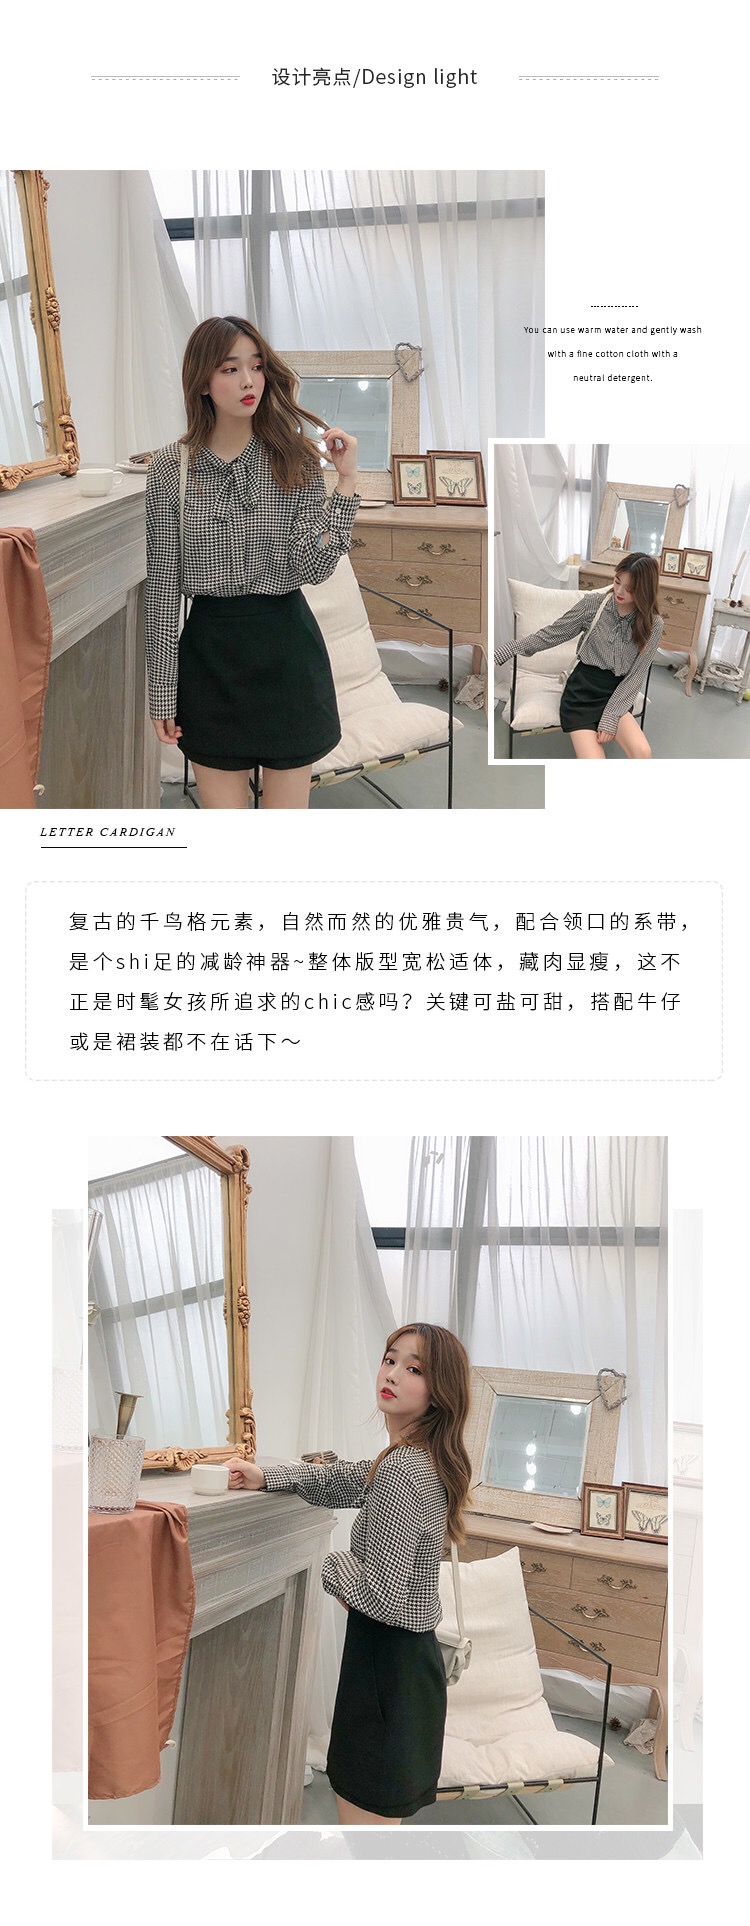 设计亮点/Design light
You can use warm water and gently wash
with a fine cotton cloth with a
neutral detergent.
LETTER CARDIGAN
复古的千鸟格元素，自然而然的优雅贵气，配合领口的系带，
是个shi足的减龄神器~整体版型宽松适体，藏肉显瘦，这不
正是时髦女孩所追求的chic感吗？关键可盐可甜，搭配牛仔
或是裙装都不在话下～